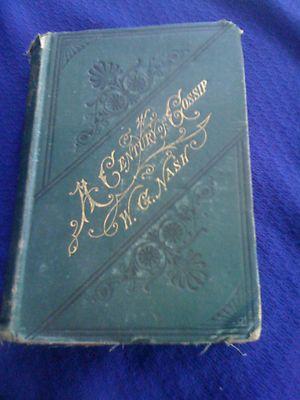 A CENTURY OF GOSSIP
W. G. NASH